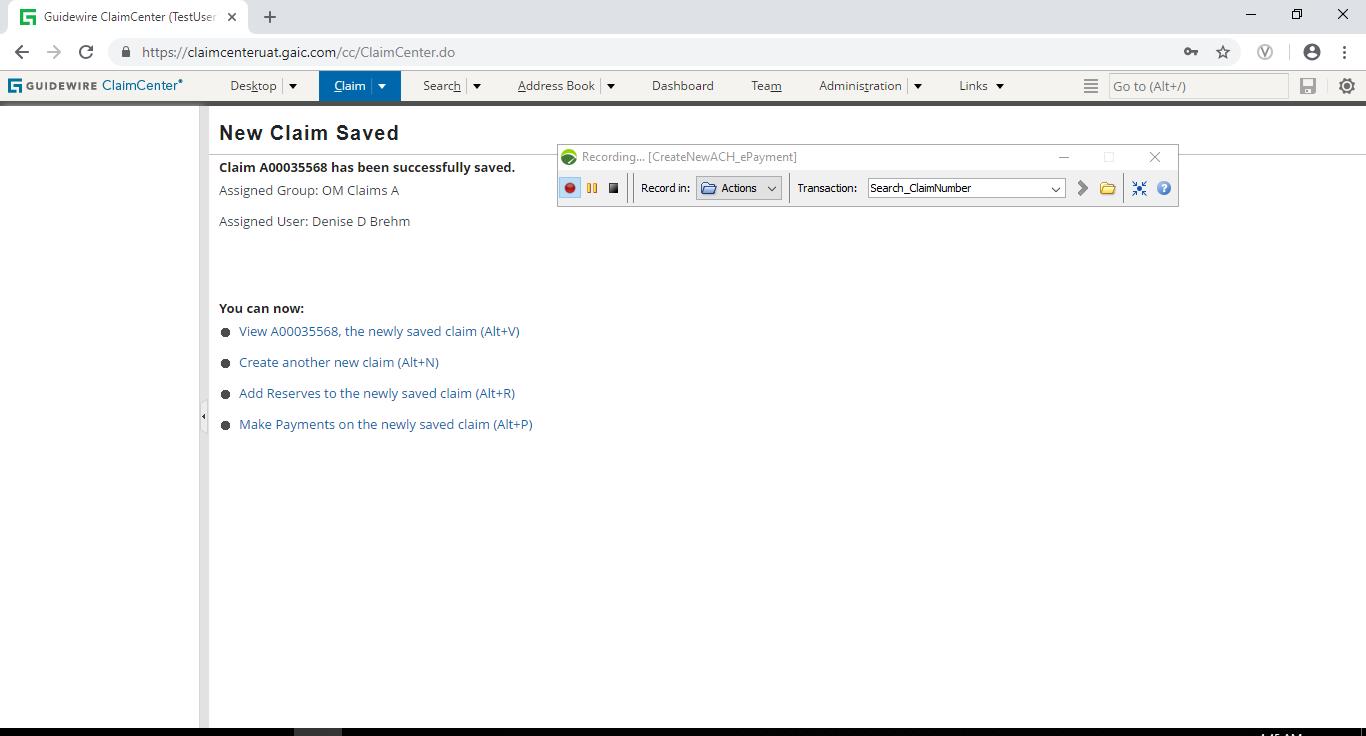 Guidewire ClaimCenter (TestUser
https://claimcenteruat.gaic.com/cc/ClaimCenter.do
GUIDEWIRE ClaimCenter® Desktop Claim Search Address Book Dashboard Team Administration Links Go to (Alt+/)
New Claim Saved
Recording... [CreateNewACH_ePayment]
Claim A00035568 has been successfully saved.
Record in: Actions Transaction: Search_ClaimNumber
Assigned Group: OM Claims A
Assigned User: Denise D Brehm
You can now:
View A00035568, the newly saved claim (Alt+V)
Create another new claim (Alt+N)
Add Reserves to the newly saved claim (Alt+R)
Make Payments on the newly saved claim (Alt+P)